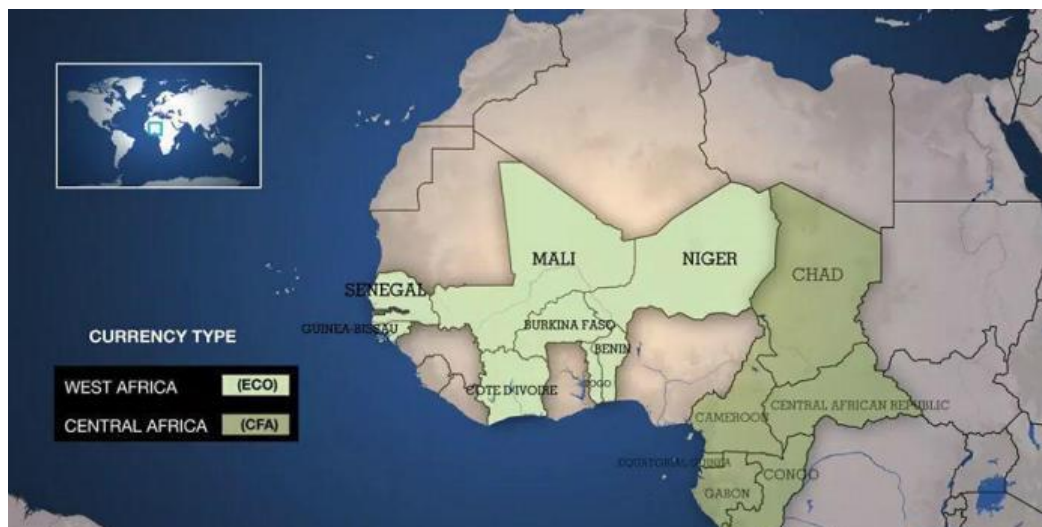 MALI
NIGER
CHAD
SENEGAL
GUINEA-BISSAU
BURKINA FASO
BENIN
TOGO
COTE D'IVOIRE
CAMEROON
CENTRAL AFRICAN REPUBLIC
EQUATORIAL GUINEA
CONGO
GABON
CURRENCY TYPE
WEST AFRICA (ECO)
CENTRAL AFRICA (CFA)